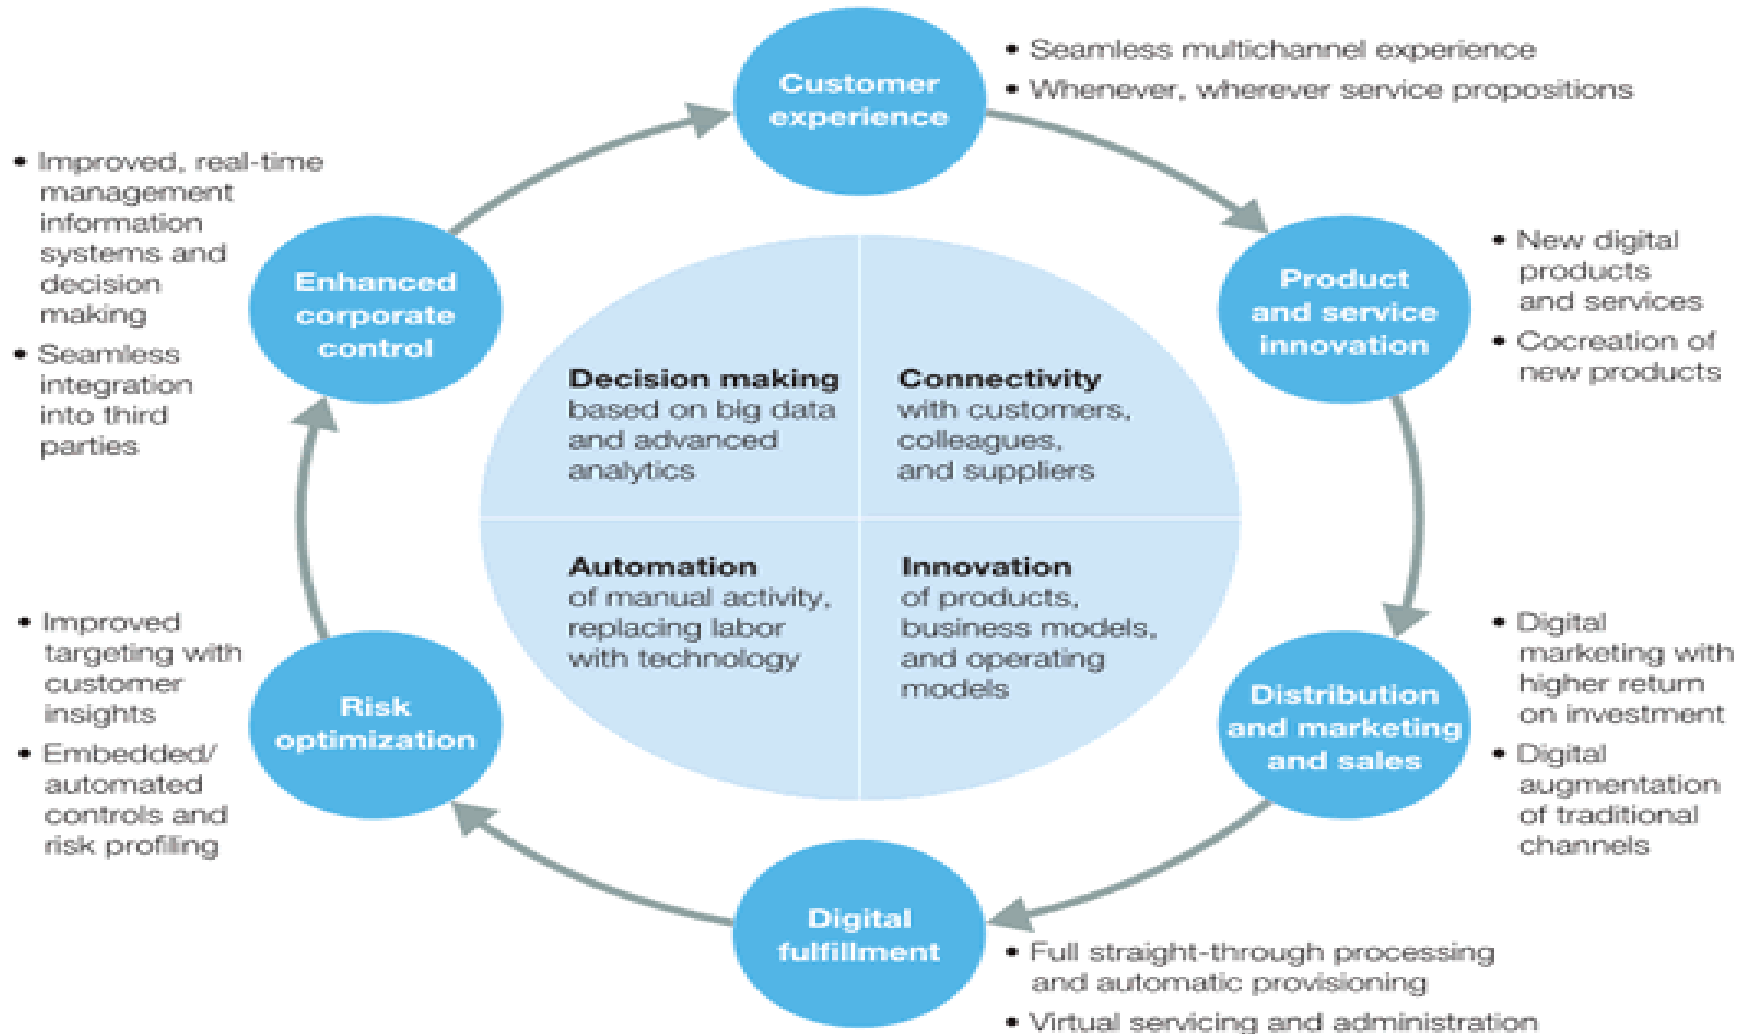 Customer
experience
• Seamless multichannel experience
• Whenever, wherever service propositions
Product
and service
innovation
• New digital
products
and services
• Cocreation of
new products
Distribution
and marketing
and sales
• Digital
marketing with
higher return
on investment
• Digital
augmentation
of traditional
channels
Digital
fulfillment
• Full straight-through processing
and automatic provisioning
• Virtual servicing and administration
Risk
optimization
• Improved
targeting with
customer
insights
• Embedded/
automated
controls and
risk profiling
Enhanced
corporate
control
• Improved, real-time
management
information
systems and
decision
making
• Seamless
integration
into third
parties
Decision making
based on big data
and advanced
analytics
Connectivity
with customers,
colleagues,
and suppliers
Automation
of manual activity,
replacing labor
with technology
Innovation
of products,
business models,
and operating
models